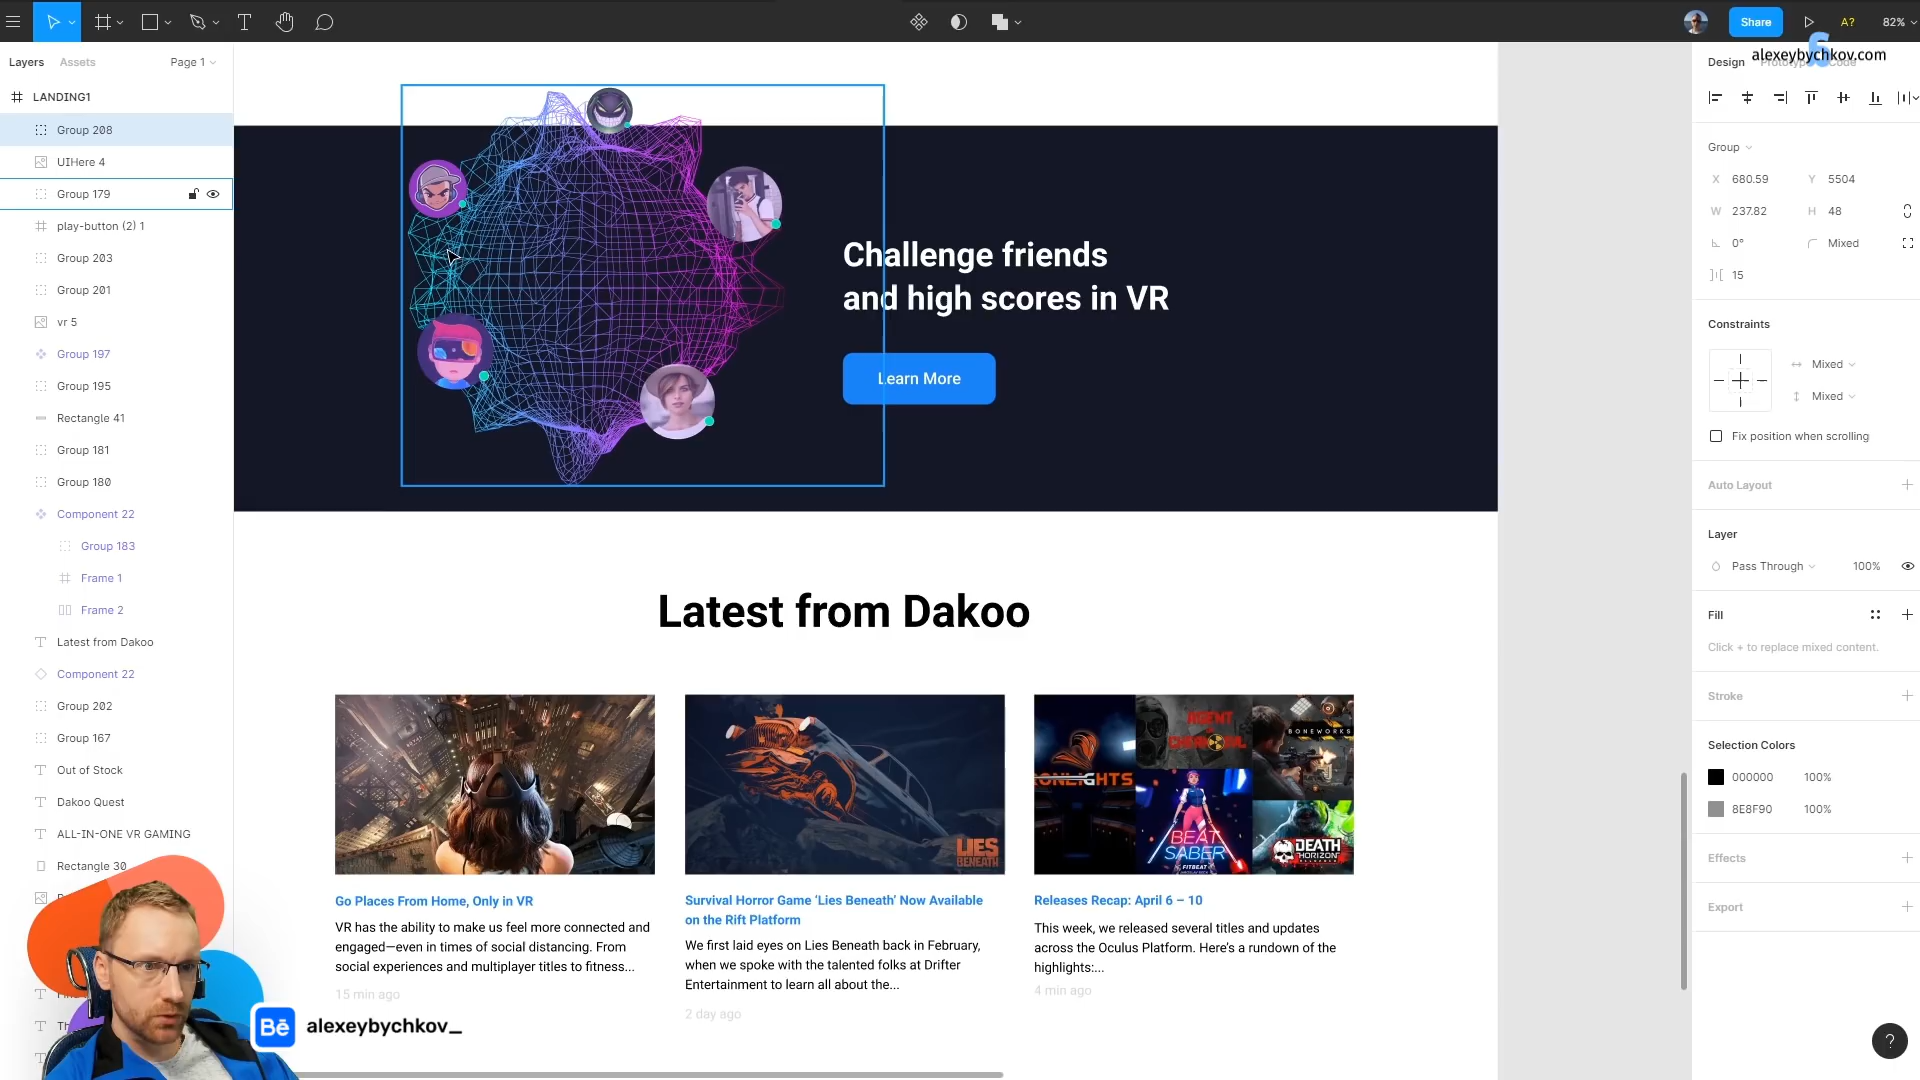 Share
A?
82%
alexeybychkov.com
Layers
Assets
Page 1
Design
LANDING1
Group 208
UIHere 4
Group 179
play-button (2) 1
Group 203
Group 201
vr 5
Group 197
Group 195
Rectangle 41
Group 181
Group 180
Component 22
Group 183
Frame 1
Frame 2
Latest from Dakoo
Component 22
Group 202
Group 167
Out of Stock
Dakoo Quest
ALL-IN-ONE VR GAMING
Rectangle 30
Challenge friends
and high scores in VR
Learn More
Latest from Dakoo
LIES
BENEATH
AGENT
BONEWORKS
BEAT
SABER
FITBEAT
DEATH
HORIZON
Go Places From Home, Only in VR
VR has the ability to make us feel more connected and
engaged—even in times of social distancing. From
social experiences and multiplayer titles to fitness...
15 min ago
Survival Horror Game ‘Lies Beneath’ Now Available
on the Rift Platform
We first laid eyes on Lies Beneath back in February,
when we spoke with the talented folks at Drifter
Entertainment to learn all about the...
2 day ago
Releases Recap: April 6 – 10
This week, we released several titles and updates
across the Oculus Platform. Here’s a rundown of the
highlights:...
4 min ago
Bē alexeybychkov_
Group
X 680.59 Y 5504
W 237.82 H 48
0° Mixed
15
Constraints
Mixed
Mixed
Fix position when scrolling
Auto Layout
Layer
Pass Through 100%
Fill
Click + to replace mixed content.
Stroke
Selection Colors
000000 100%
8E8F90 100%
Effects
Export
?